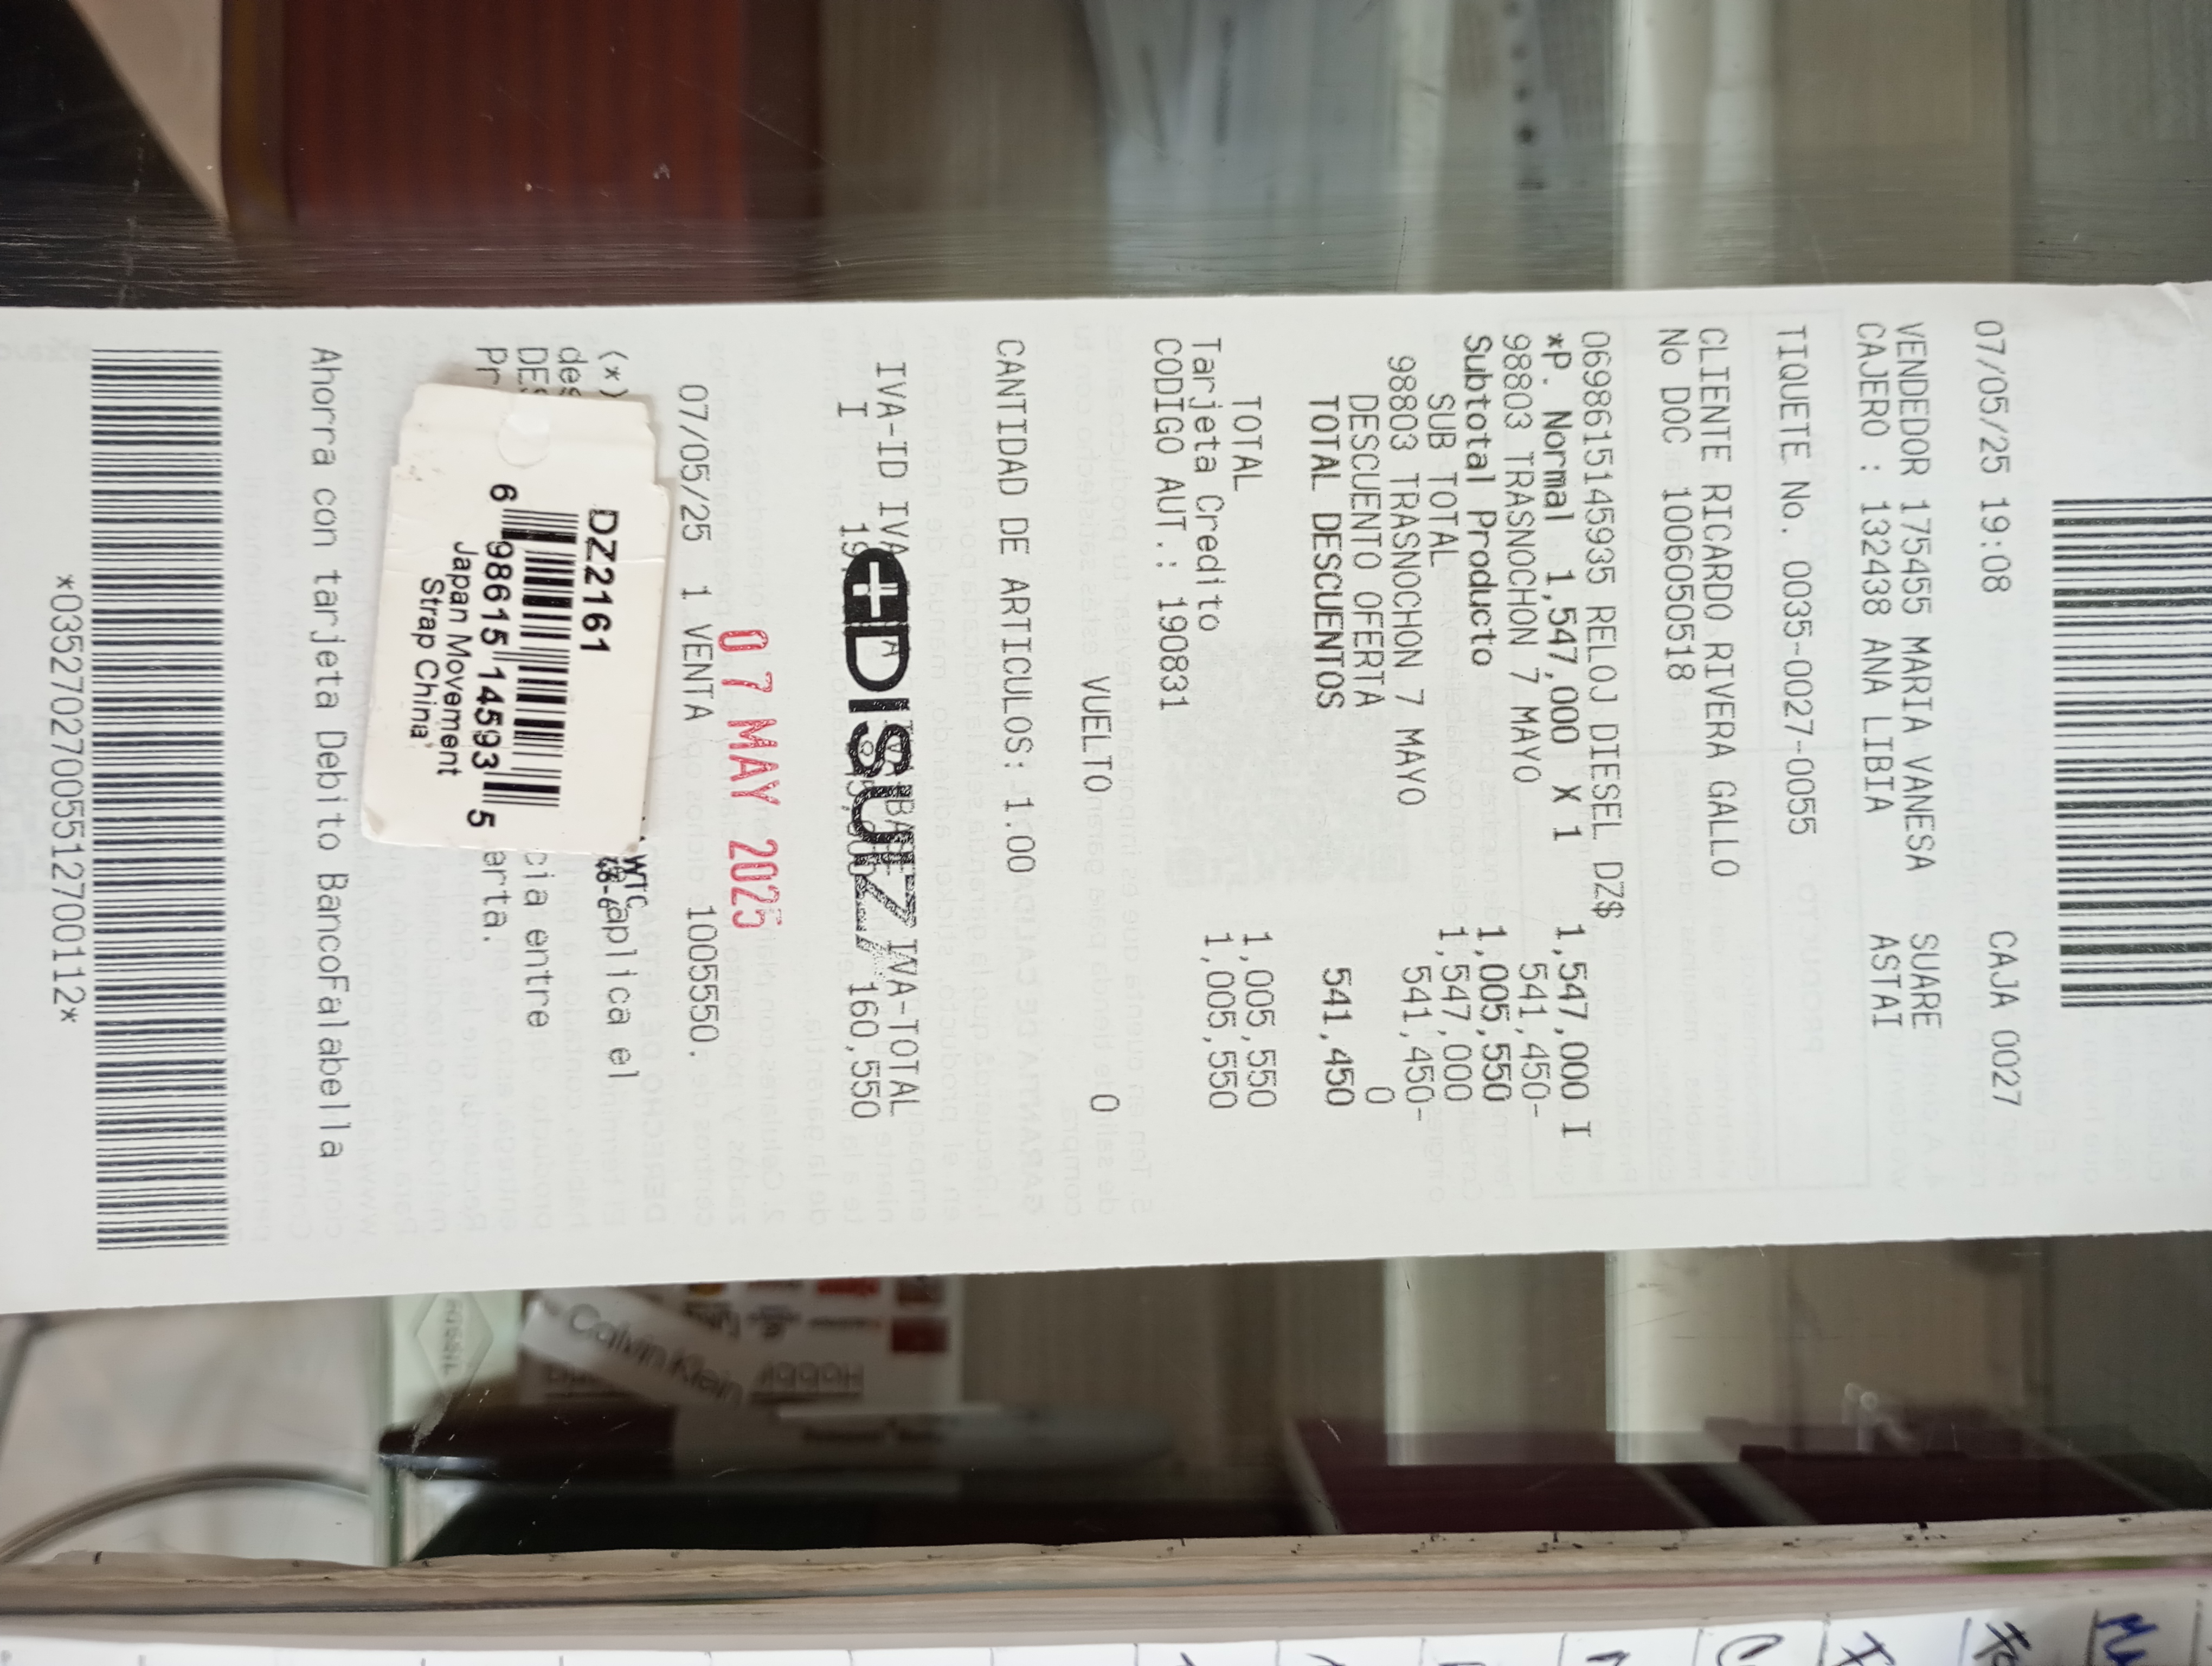 07/05/25 19:08 CAJA 0027
VENDEDOR 175455 MARIA VANESA SUARE
CAJERO : 132438 ANA LIBIA ASTAI
TIQUETE No. 0035-0027-0055
CLIENTE RICARDO RIVERA GALLO
No DOC 1006050518
0698615145935 RELOJ DIESEL DZ$
*P. Normal 1,547,000 X 1 1,547,000 I
98803 TRASNOCHON 7 MAYO 541,450-
Subtotal Producto 1,005,550
SUB TOTAL 1,547,000
98803 TRASNOCHON 7 MAYO 541,450-
DESCUENTO OFERTA 0
TOTAL DESCUENTOS 541,450
TOTAL 1,005,550
Tarjeta Credito 1,005,550
CODIGO AUT.: 190831
VUELTO 0
CANTIDAD DE ARTICULOS: 1.00
IVA-ID IVA IVA-TOTAL
I 160,550
DISUIZA
07 MAY 2025
07/05/25 1 VENTA 1005550.
(*) aplica el
WTC
des cia entre
erta.
DZ2161
6 98615 14593 5
Japan Movement
Strap China
Ahorra con tarjeta Debito BancoFalabella
*03527027005512700112*
Calvin Klein